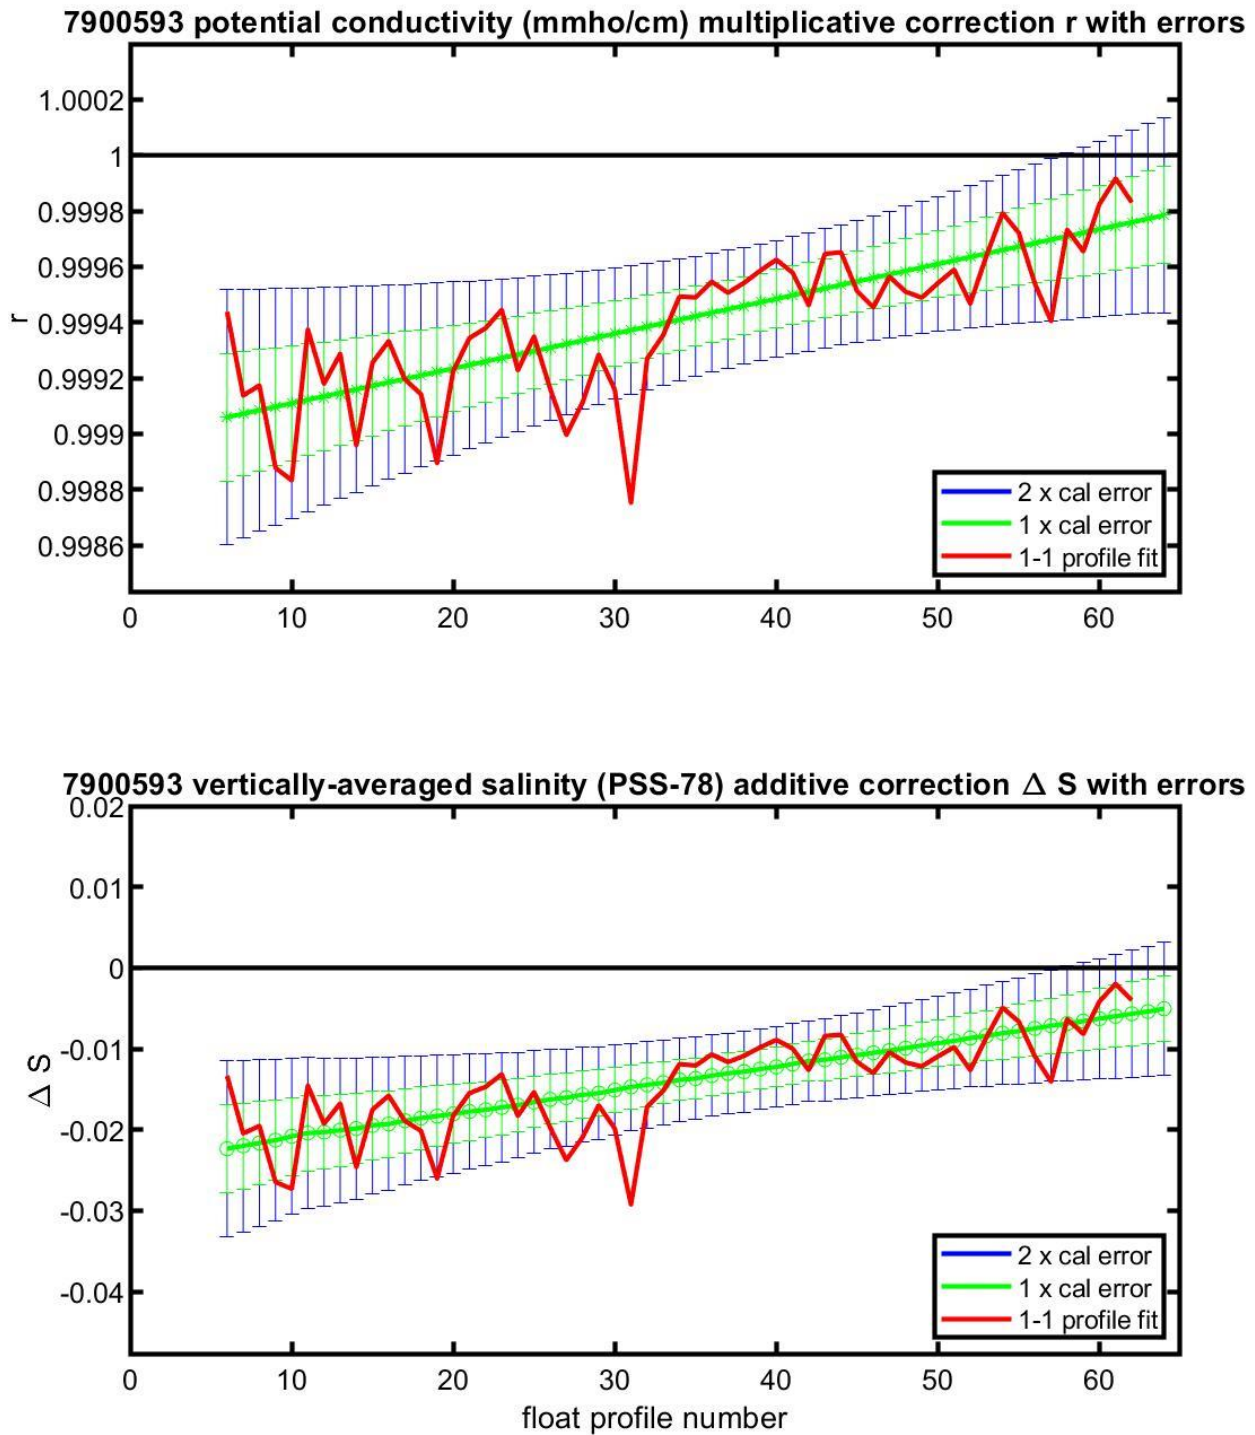 7900593 potential conductivity (mmho/cm) multiplicative correction r with errors
1.0002
1
0.9998
0.9996
0.9994
0.9992
0.999
0.9988
0.9986
r
2 x cal error
1 x cal error
1-1 profile fit
0 10 20 30 40 50 60
7900593 vertically-averaged salinity (PSS-78) additive correction Δ S with errors
0.02
0.01
0
-0.01
-0.02
-0.03
-0.04
Δ S
2 x cal error
1 x cal error
1-1 profile fit
0 10 20 30 40 50 60
float profile number